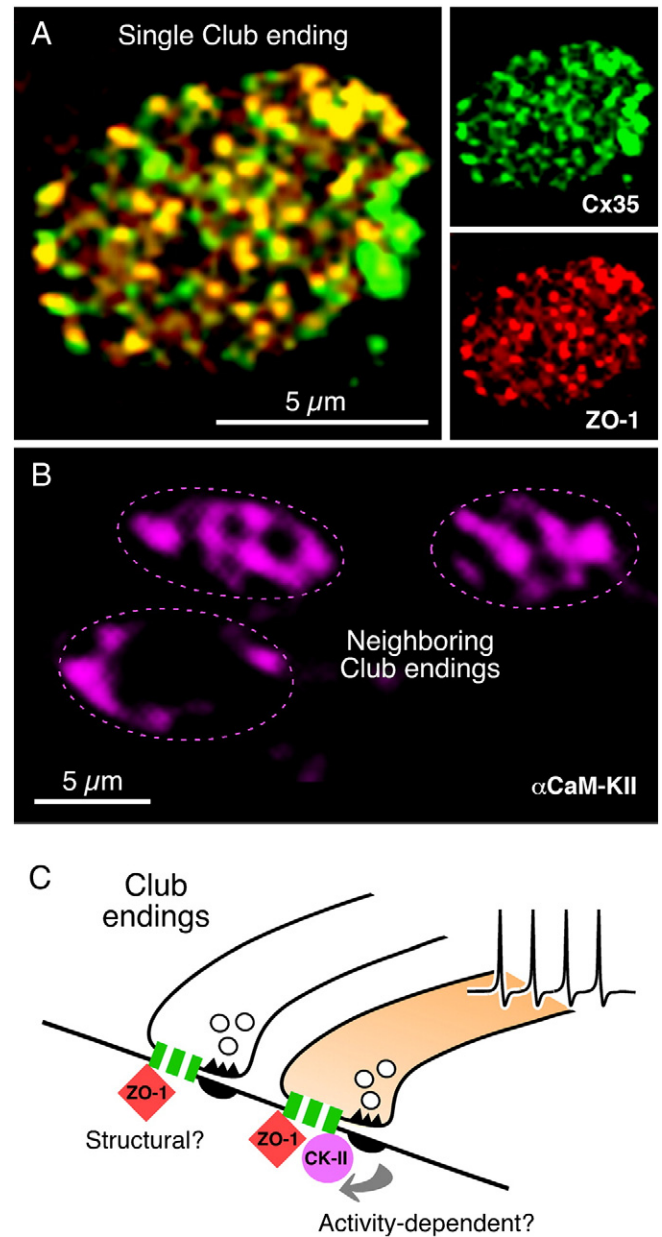 A
Single Club ending
Cx35
ZO-1
5 µm
B
Neighboring
Club endings
5 µm
αCaM-KII
C
Club
endings
ZO-1
Structural?
ZO-1
CK-II
Activity-dependent?